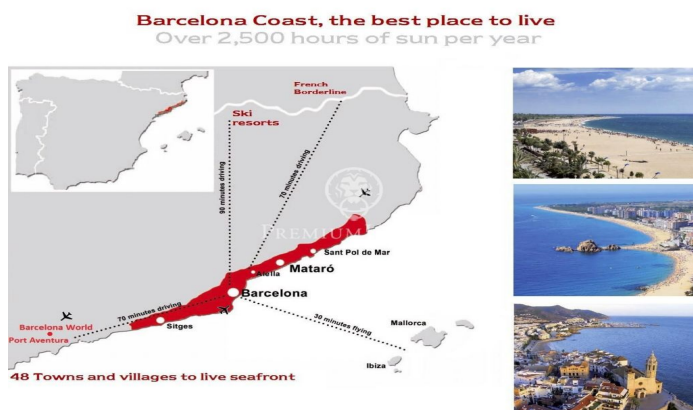 Barcelona Coast, the best place to live
Over 2,500 hours of sun per year
French
Borderline
Ski
resorts
90 minutes driving
70 minutes driving
PREMIUM
Sant Pol de Mar
Mataró
Alella
Barcelona
70 minutes driving
Barcelona World
Port Aventura
Sitges
30 minutes flying
Mallorca
Ibiza
48 Towns and villages to live seafront